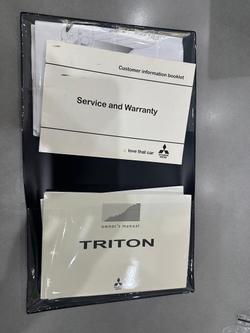 Customer information booklet
Service and Warranty
love that car
owner's manual
TRITON